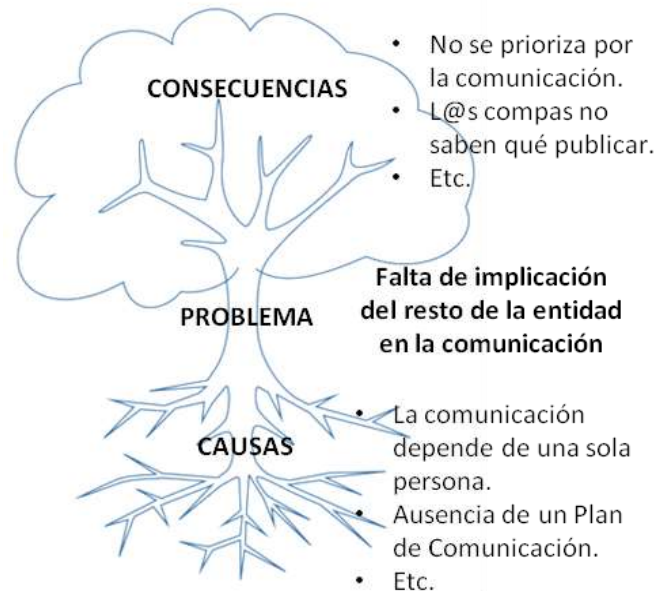 CONSECUENCIAS
• No se prioriza por
la comunicación.
• L@s compas no
saben qué publicar.
• Etc.
PROBLEMA
Falta de implicación
del resto de la entidad
en la comunicación
CAUSAS
• La comunicación
depende de una sola
persona.
• Ausencia de un Plan
de Comunicación.
• Etc.